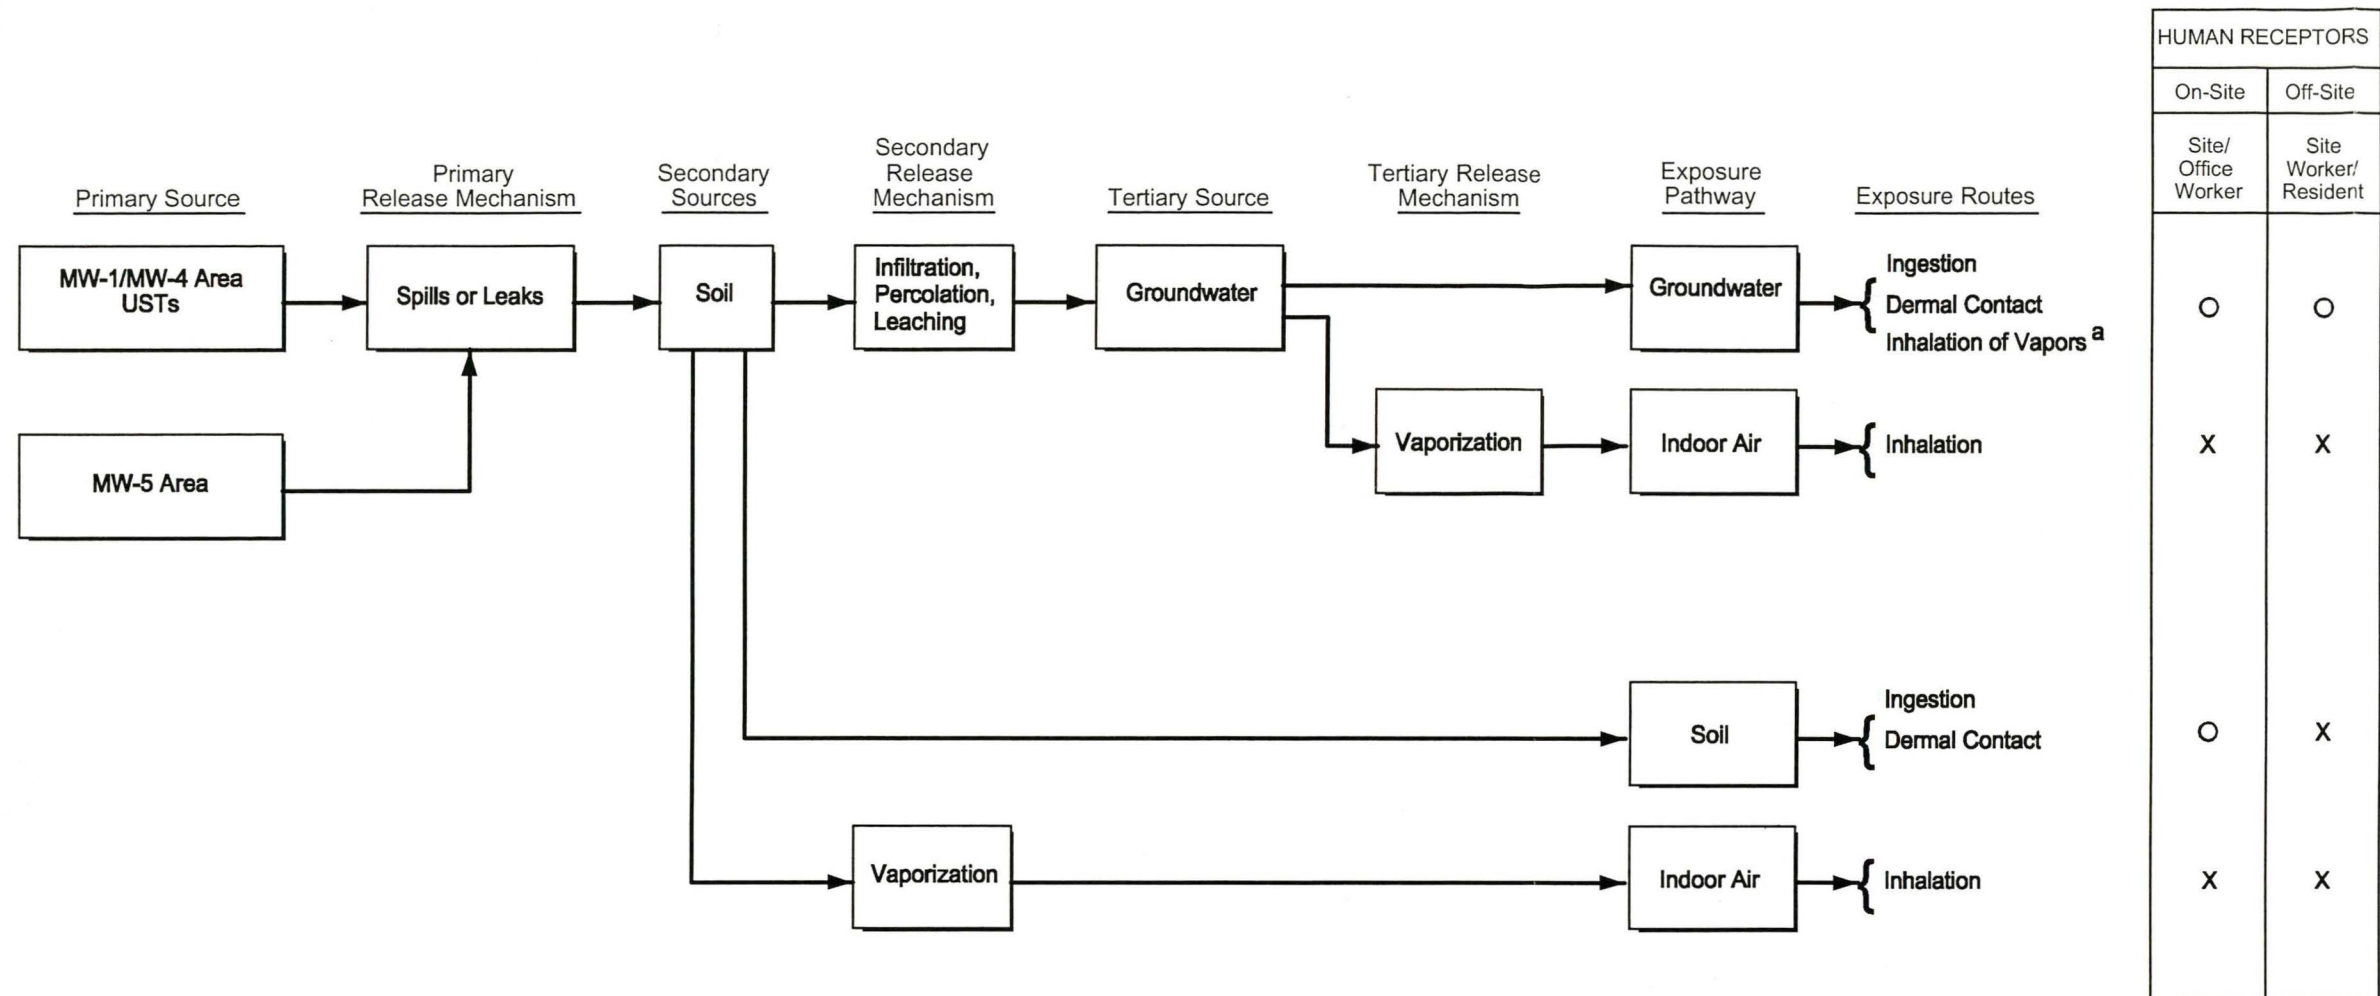 HUMAN RECEPTORS
On-Site
Off-Site
Site/
Office
Worker
Site
Worker/
Resident
Primary Source
Primary
Release Mechanism
Secondary
Sources
Secondary
Release
Mechanism
Tertiary Source
Tertiary Release
Mechanism
Exposure
Pathway
Exposure Routes
MW-1/MW-4 Area
USTs
Spills or Leaks
Soil
Infiltration,
Percolation,
Leaching
Groundwater
Groundwater
Ingestion
Dermal Contact
Inhalation of Vapors a
O
O
MW-5 Area
Vaporization
Indoor Air
Inhalation
X
X
Soil
Ingestion
Dermal Contact
O
X
Vaporization
Indoor Air
Inhalation
X
X